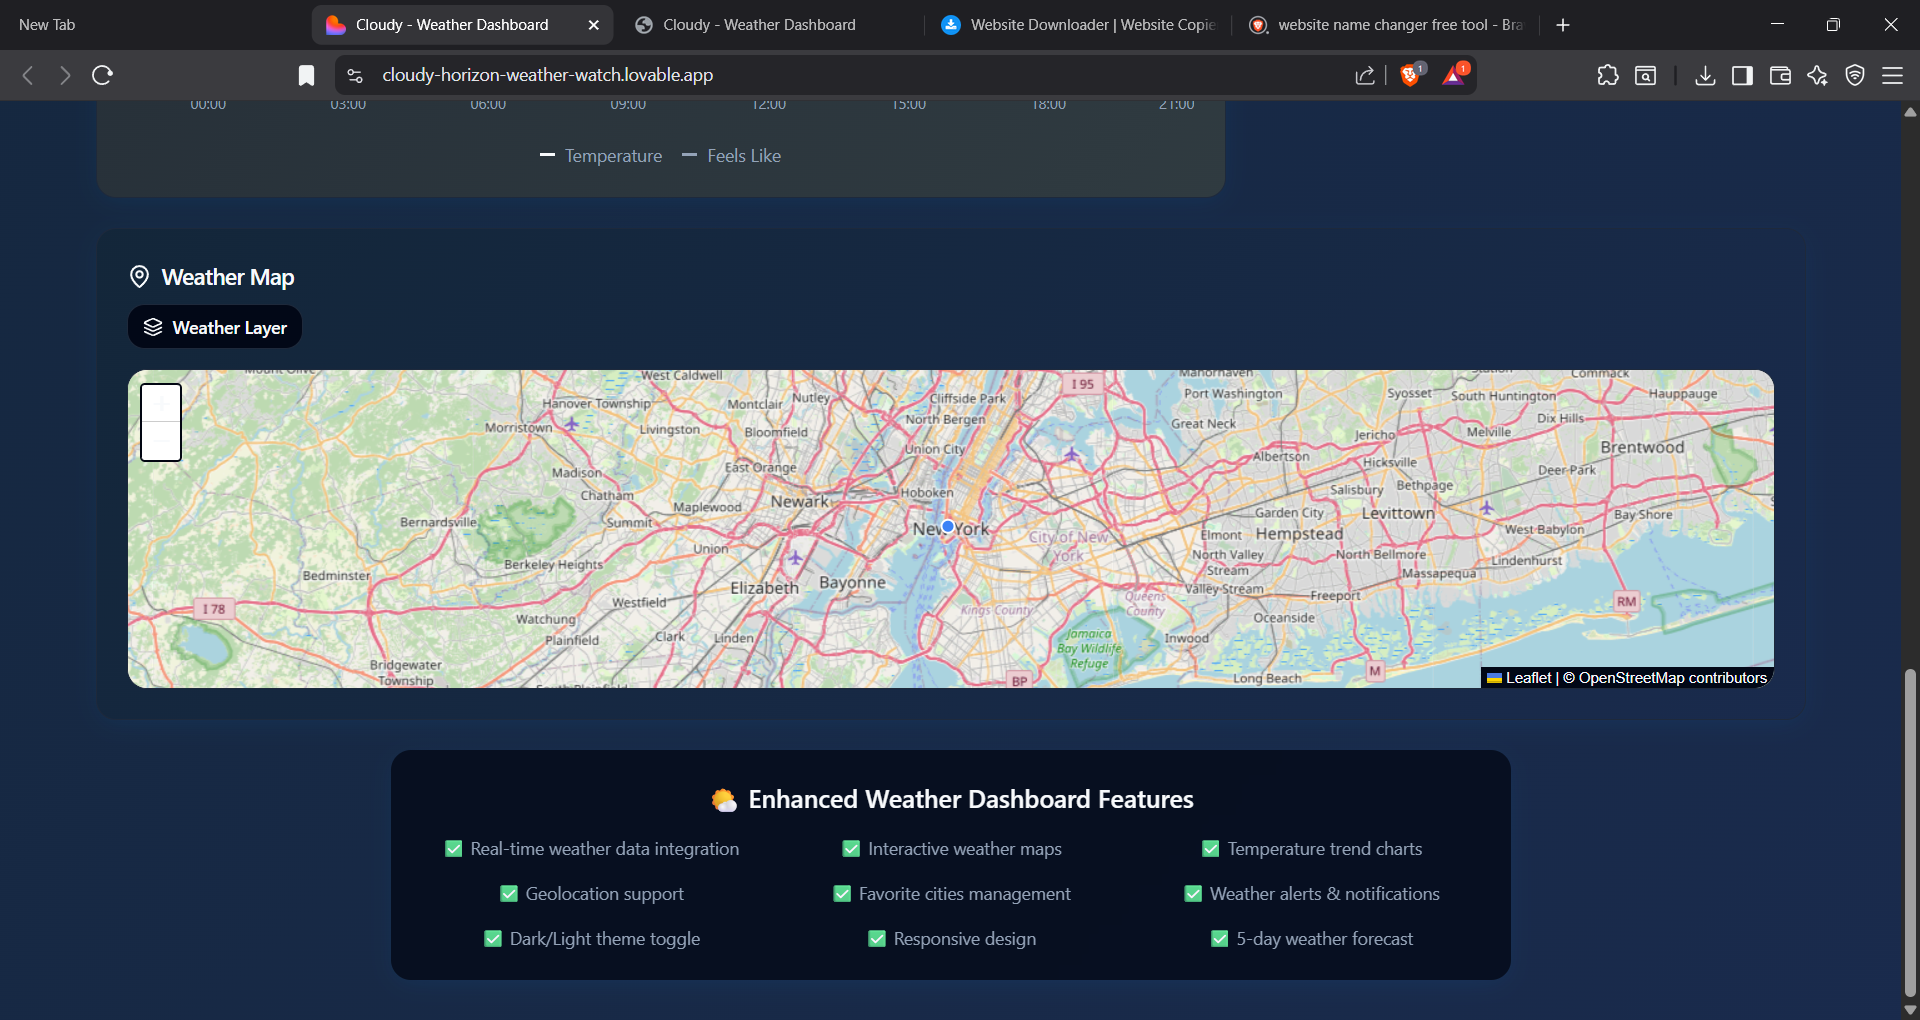 New Tab
Cloudy - Weather Dashboard
Cloudy - Weather Dashboard
Website Downloader | Website Copie
website name changer free tool - Bra
cloudy-horizon-weather-watch.lovable.app
1
1
00:00 03:00 06:00 09:00 12:00 15:00 18:00 21:00
Temperature Feels Like
Weather Map
Weather Layer
West Caldwell
I 95
Manorhaven
Commack
Hanover Township
Montclair
Nutley
Cliffside Park
Port Washington
Syosset
South Huntington
Hauppauge
Morristown
Livingston
Bloomfield
North Bergen
Great Neck
Jericho
Melville
Dix Hills
Union City
Brentwood
Madison
East Orange
Albertson
Hicksville
Deer Park
Chatham
Maplewood
Newark
Hoboken
Salisbury
Bethpage
Bernardsville
Summit
New York
City of New York
Garden City
Levittown
Bay Shore
Elmont
Hempstead
West Babylon
Union
North Valley Stream
North Bellmore
Lindenhurst
Berkeley Heights
Bedminster
Elizabeth
Bayonne
Massapequa
Valley Stream
Freeport
I 78
Westfield
Kings County
Queens County
RM
Watchung
Oceanside
Plainfield
Clark
Linden
Jamaica Bay Wildlife Refuge
Inwood
Bridgewater Township
BP
Long Beach
M
Leaflet | © OpenStreetMap contributors
Enhanced Weather Dashboard Features
Real-time weather data integration
Interactive weather maps
Temperature trend charts
Geolocation support
Favorite cities management
Weather alerts & notifications
Dark/Light theme toggle
Responsive design
5-day weather forecast